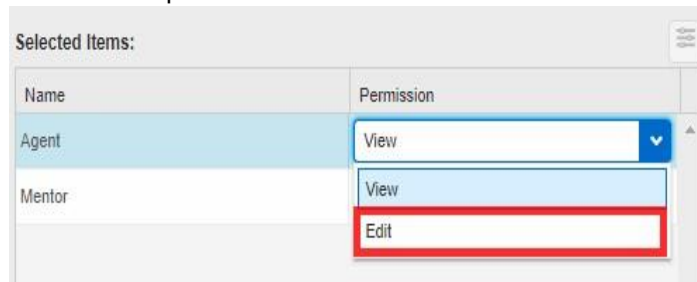 Selected Items:
Name Permission
Agent View
View
Mentor
Edit